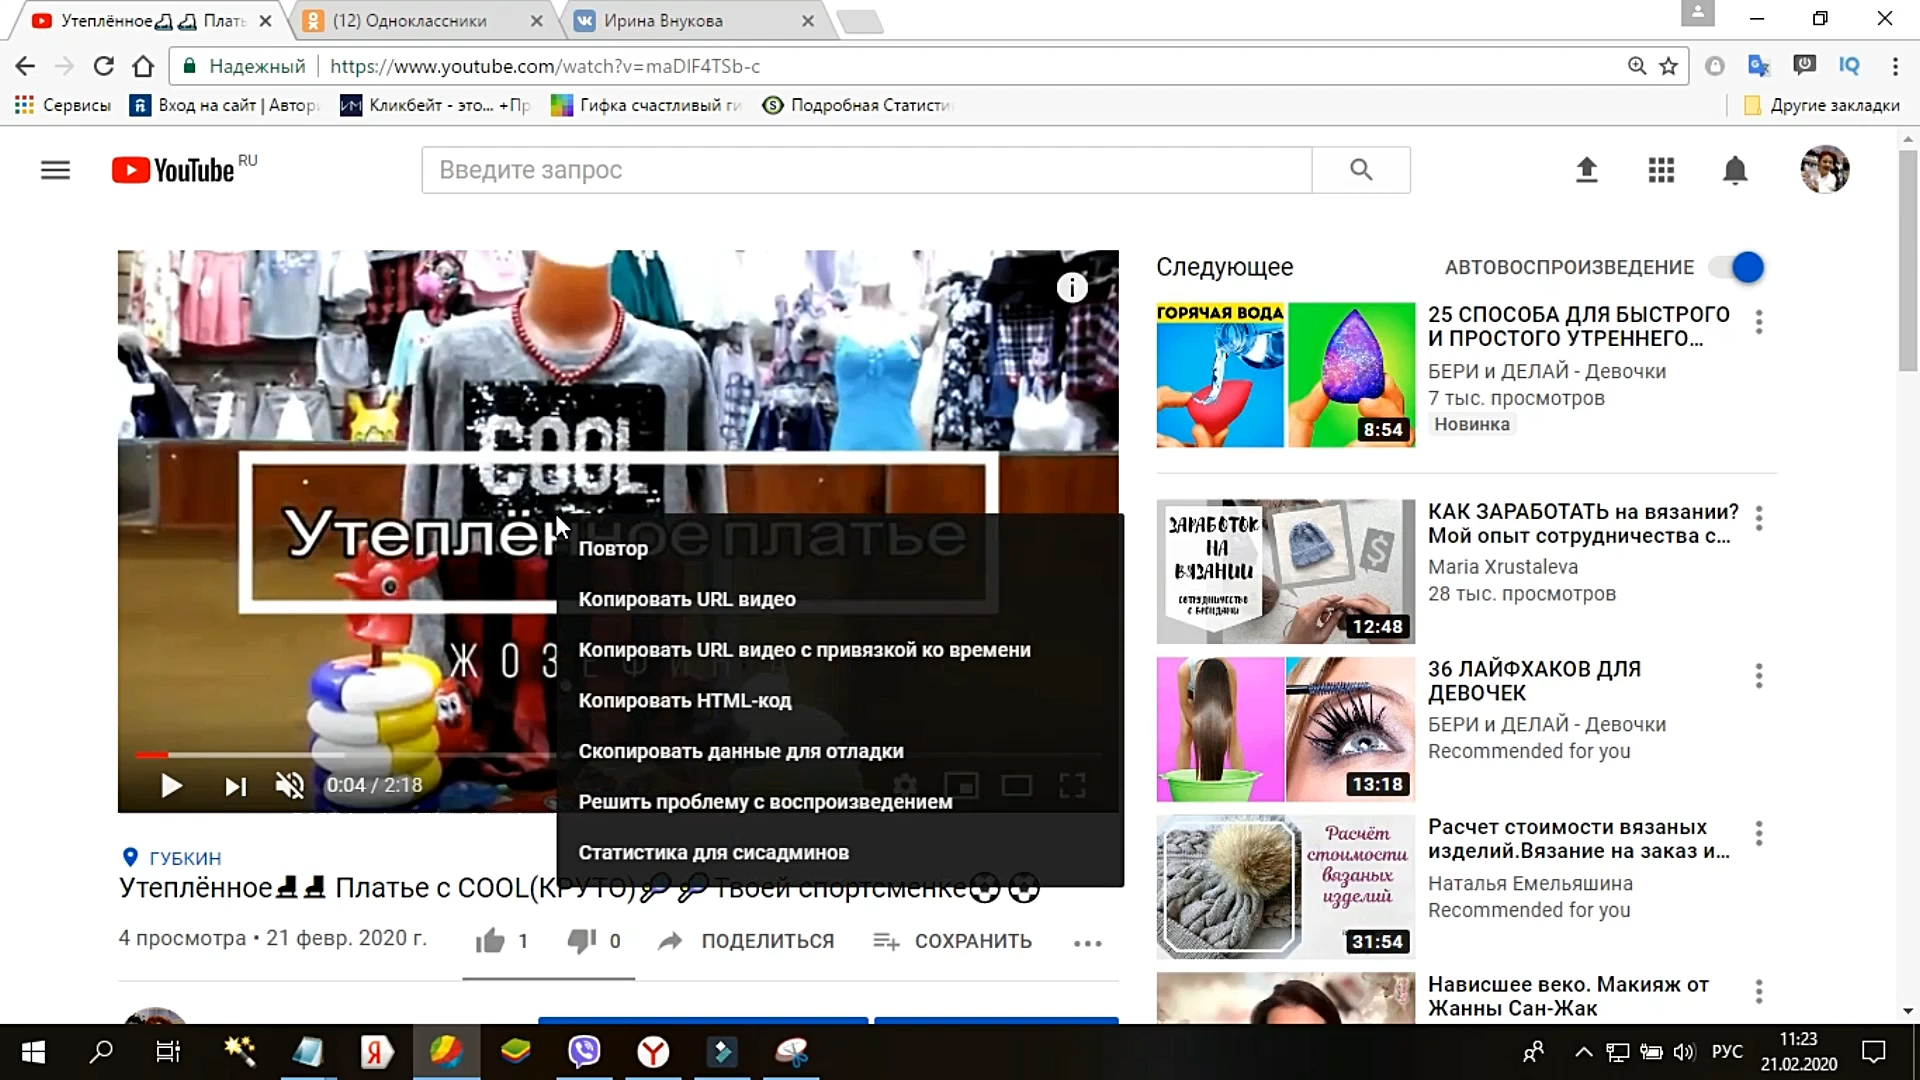 Утеплённое Плать
(12) Одноклассники
Ирина Внукова
Надежный
https://www.youtube.com/watch?v=maDIF4TSb-c
Сервисы
Вход на сайт | Автори
Кликбейт - это... +Пр
Гифка счастливый ги
Подробная Статисти
Другие закладки
YouTube RU
Введите запрос
COOL
Утеплённое платье
ЖОЗЕФИНА
Повтор
Копировать URL видео
Копировать URL видео с привязкой ко времени
Копировать HTML-код
Скопировать данные для отладки
Решить проблему с воспроизведением
Статистика для сисадминов
0:04 / 2:18
ГУБКИН
Утеплённое Платье с COOL(КРУТО) Твоей спортсменке
4 просмотра • 21 февр. 2020 г.
1
0
ПОДЕЛИТЬСЯ
СОХРАНИТЬ
Следующее
АВТОВОСПРОИЗВЕДЕНИЕ
ГОРЯЧАЯ ВОДА
8:54
25 СПОСОБА ДЛЯ БЫСТРОГО
И ПРОСТОГО УТРЕННЕГО...
БЕРИ и ДЕЛАЙ - Девочки
7 тыс. просмотров
Новинка
ЗАРАБОТОК
НА
ВЯЗАНИИ
СОТРУДНИЧЕСТВО
С БРЕНДАМИ
$
12:48
КАК ЗАРАБОТАТЬ на вязании?
Мой опыт сотрудничества с...
Maria Xrustaleva
28 тыс. просмотров
13:18
36 ЛАЙФХАКОВ ДЛЯ
ДЕВОЧЕК
БЕРИ и ДЕЛАЙ - Девочки
Recommended for you
Расчёт
стоимости
вязаных
изделий
31:54
Расчет стоимости вязаных
изделий.Вязание на заказ и...
Наталья Емельяшина
Recommended for you
Нависшее веко. Макияж от
Жанны Сан-Жак
РУС
11:23
21.02.2020